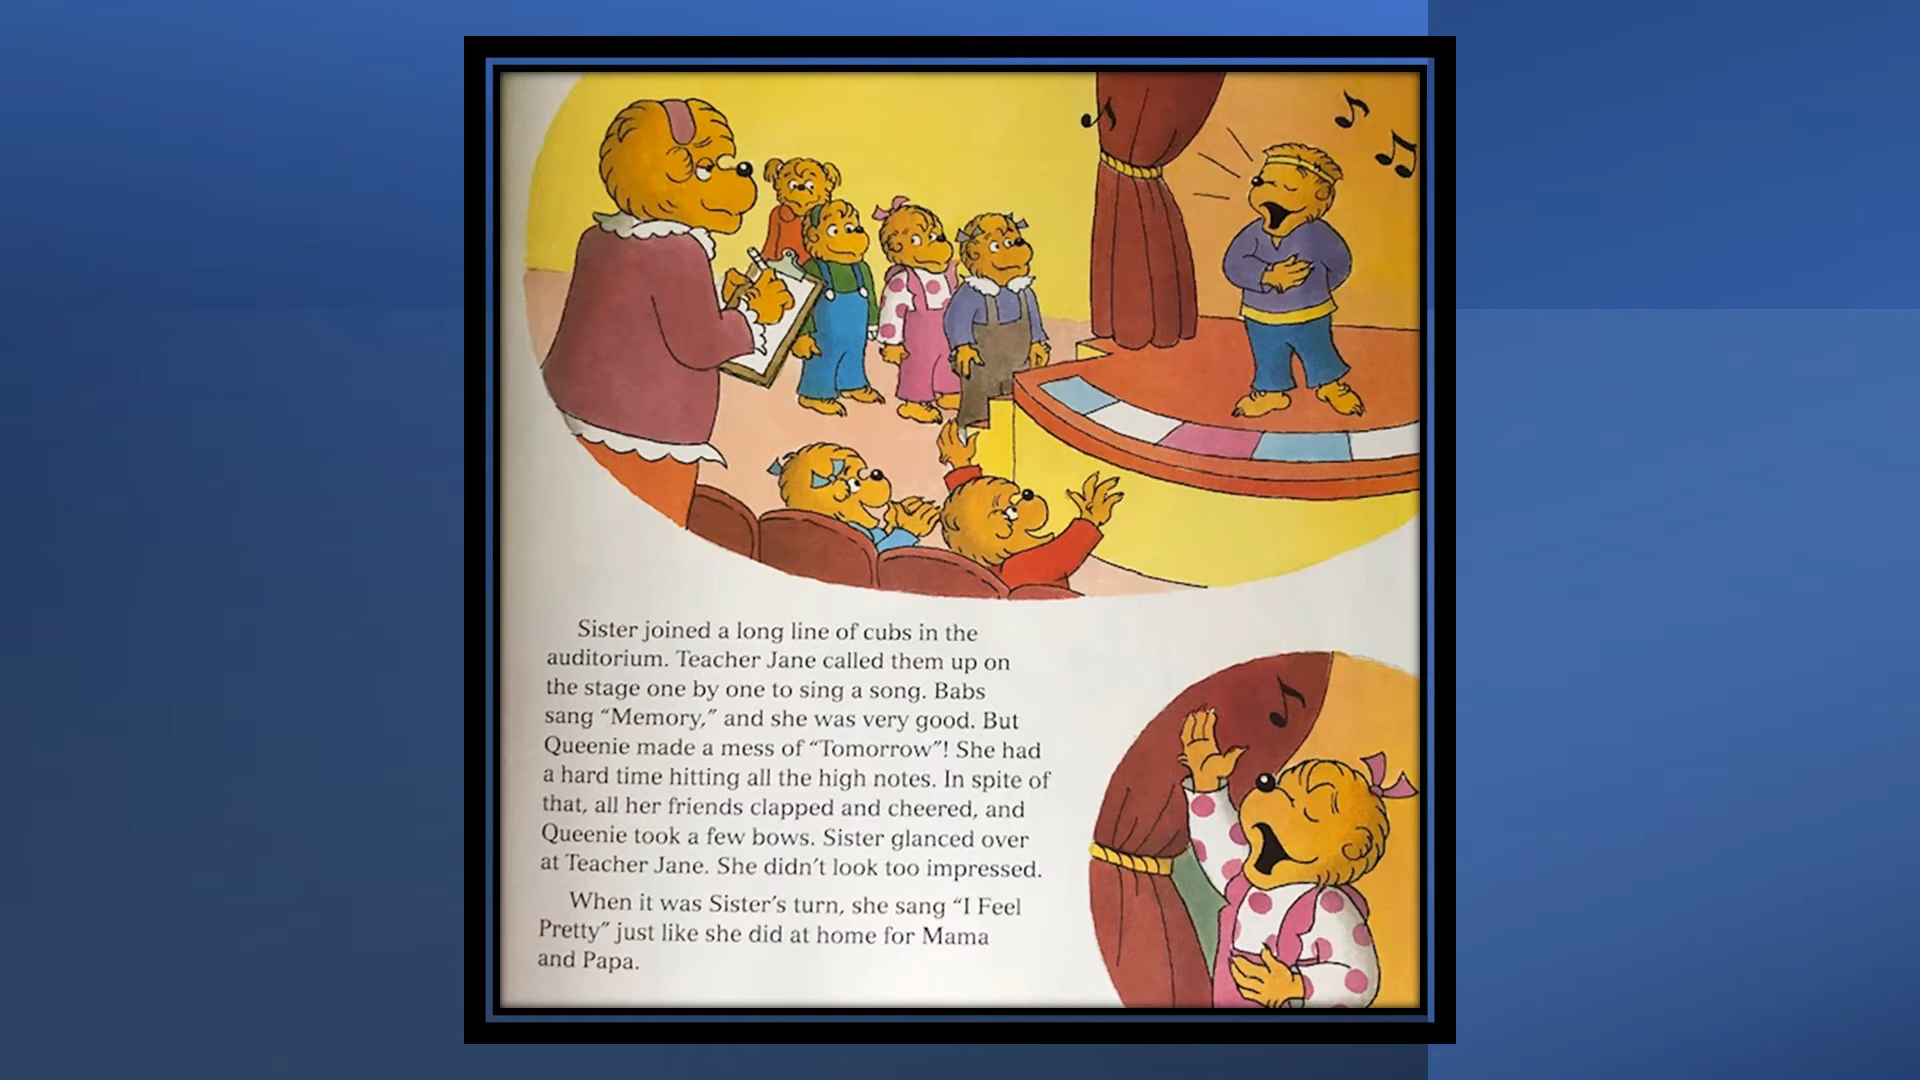 Sister joined a long line of cubs in the
auditorium. Teacher Jane called them up on
the stage one by one to sing a song. Babs
sang “Memory,” and she was very good. But
Queenie made a mess of “Tomorrow”! She had
a hard time hitting all the high notes. In spite of
that, all her friends clapped and cheered, and
Queenie took a few bows. Sister glanced over
at Teacher Jane. She didn’t look too impressed.
When it was Sister’s turn, she sang “I Feel
Pretty” just like she did at home for Mama
and Papa.